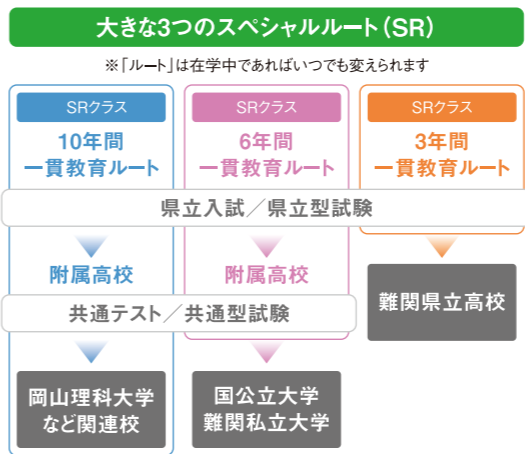 大きな3つのスペシャルルート（SR）
※「ルート」は在学中であればいつでも変えられます
SRクラス
10年間
一貫教育ルート
SRクラス
6年間
一貫教育ルート
SRクラス
3年間
一貫教育ルート
県立入試／県立型試験
附属高校
附属高校
難関県立高校
共通テスト／共通型試験
岡山理科大学
など関連校
国公立大学
難関私立大学